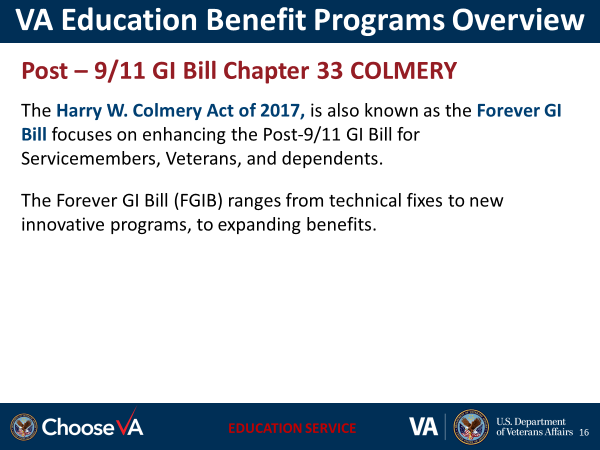 VA Education Benefit Programs Overview
Post – 9/11 GI Bill Chapter 33 COLMERY
The Harry W. Colmery Act of 2017, is also known as the Forever GI
Bill focuses on enhancing the Post-9/11 GI Bill for
Servicemembers, Veterans, and dependents.
The Forever GI Bill (FGIB) ranges from technical fixes to new
innovative programs, to expanding benefits.
ChooseVA
EDUCATION SERVICE
VA
U.S. Department
of Veterans Affairs
16